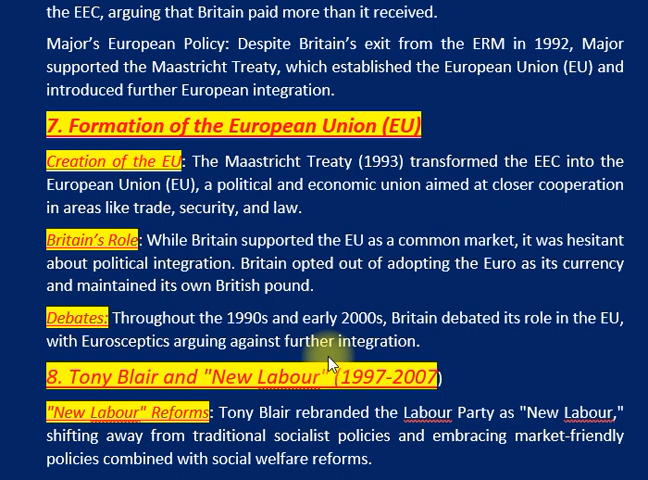 the EEC, arguing that Britain paid more than it received.
Major’s European Policy: Despite Britain’s exit from the ERM in 1992, Major
supported the Maastricht Treaty, which established the European Union (EU) and
introduced further European integration.
7. Formation of the European Union (EU)
Creation of the EU: The Maastricht Treaty (1993) transformed the EEC into the
European Union (EU), a political and economic union aimed at closer cooperation
in areas like trade, security, and law.
Britain’s Role: While Britain supported the EU as a common market, it was hesitant
about political integration. Britain opted out of adopting the Euro as its currency
and maintained its own British pound.
Debates: Throughout the 1990s and early 2000s, Britain debated its role in the EU,
with Eurosceptics arguing against further integration.
8. Tony Blair and "New Labour" (1997-2007)
"New Labour" Reforms: Tony Blair rebranded the Labour Party as "New Labour,"
shifting away from traditional socialist policies and embracing market-friendly
policies combined with social welfare reforms.